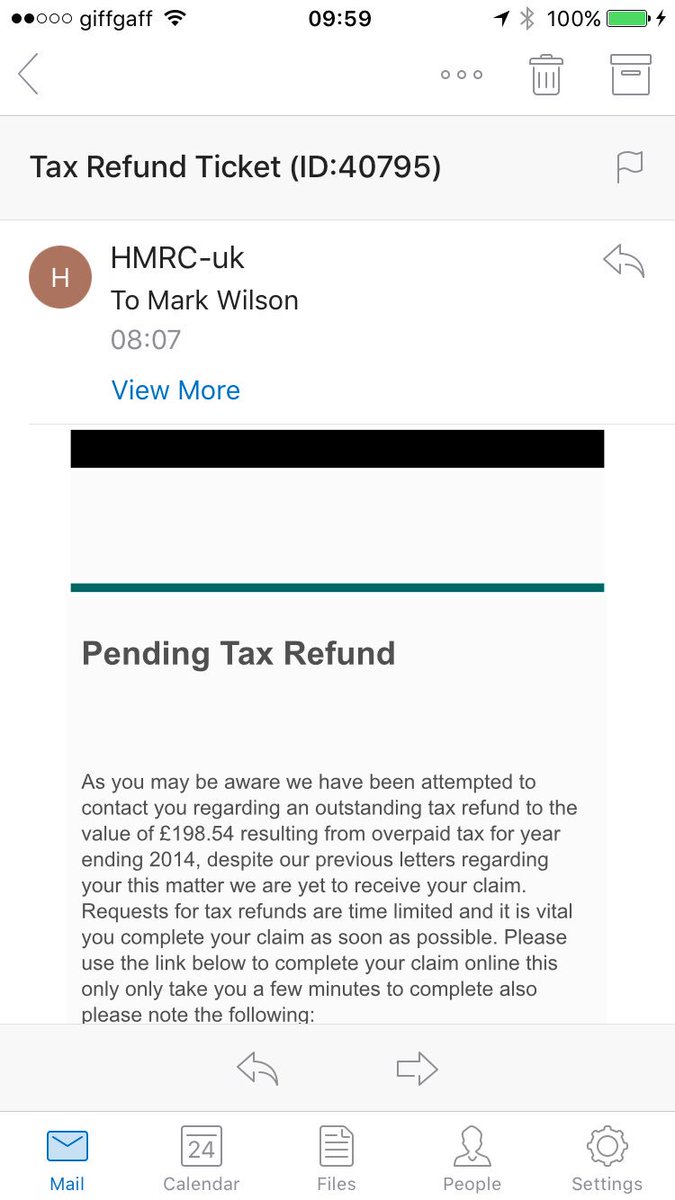 giffgaff 09:59 100%
Tax Refund Ticket (ID:40795)
H
HMRC-uk
To Mark Wilson
08:07
View More
Pending Tax Refund
As you may be aware we have been attempted to
contact you regarding an outstanding tax refund to the
value of £198.54 resulting from overpaid tax for year
ending 2014, despite our previous letters regarding
your this matter we are yet to receive your claim.
Requests for tax refunds are time limited and it is vital
you complete your claim as soon as possible. Please
use the link below to complete your claim online this
only only take you a few minutes to complete also
please note the following:
24
Mail Calendar Files People Settings